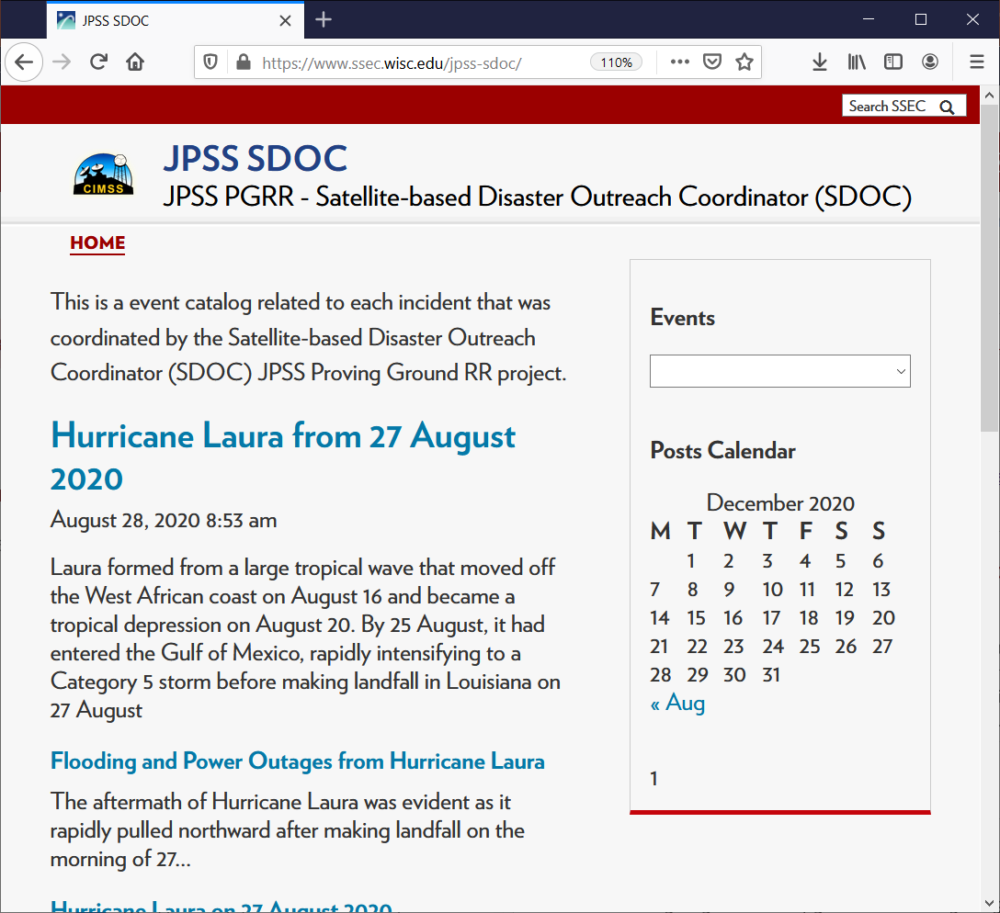 JPSS SDOC
https://www.ssec.wisc.edu/jpss-sdoc/
110%
Search SSEC
CIMSS
JPSS SDOC
JPSS PGRR - Satellite-based Disaster Outreach Coordinator (SDOC)
HOME
This is a event catalog related to each incident that was
coordinated by the Satellite-based Disaster Outreach
Coordinator (SDOC) JPSS Proving Ground RR project.
Hurricane Laura from 27 August
2020
August 28, 2020 8:53 am
Laura formed from a large tropical wave that moved off
the West African coast on August 16 and became a
tropical depression on August 20. By 25 August, it had
entered the Gulf of Mexico, rapidly intensifying to a
Category 5 storm before making landfall in Louisiana on
27 August
Flooding and Power Outages from Hurricane Laura
The aftermath of Hurricane Laura was evident as it
rapidly pulled northward after making landfall on the
morning of 27...
Hurricane Laura on 27 August 2020
Events
Posts Calendar
December 2020
M T W T F S S
1 2 3 4 5 6
7 8 9 10 11 12 13
14 15 16 17 18 19 20
21 22 23 24 25 26 27
28 29 30 31
« Aug
1